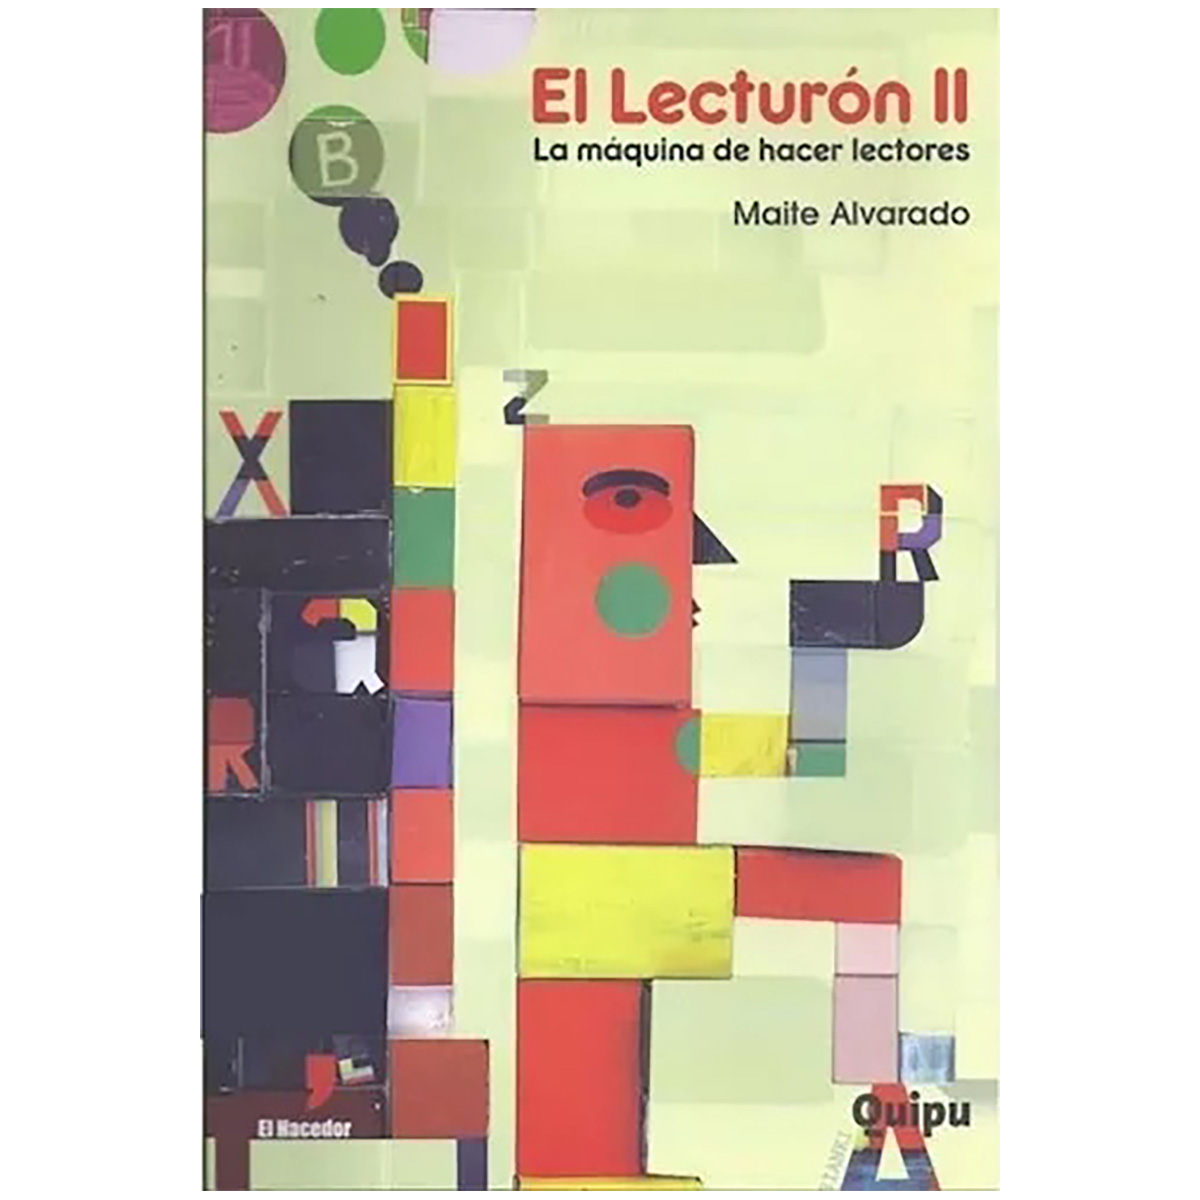 El Lecturón II
La máquina de hacer lectores
Maite Alvarado
B
Z
X
R
R
R
El Hacedor
Quipu
A